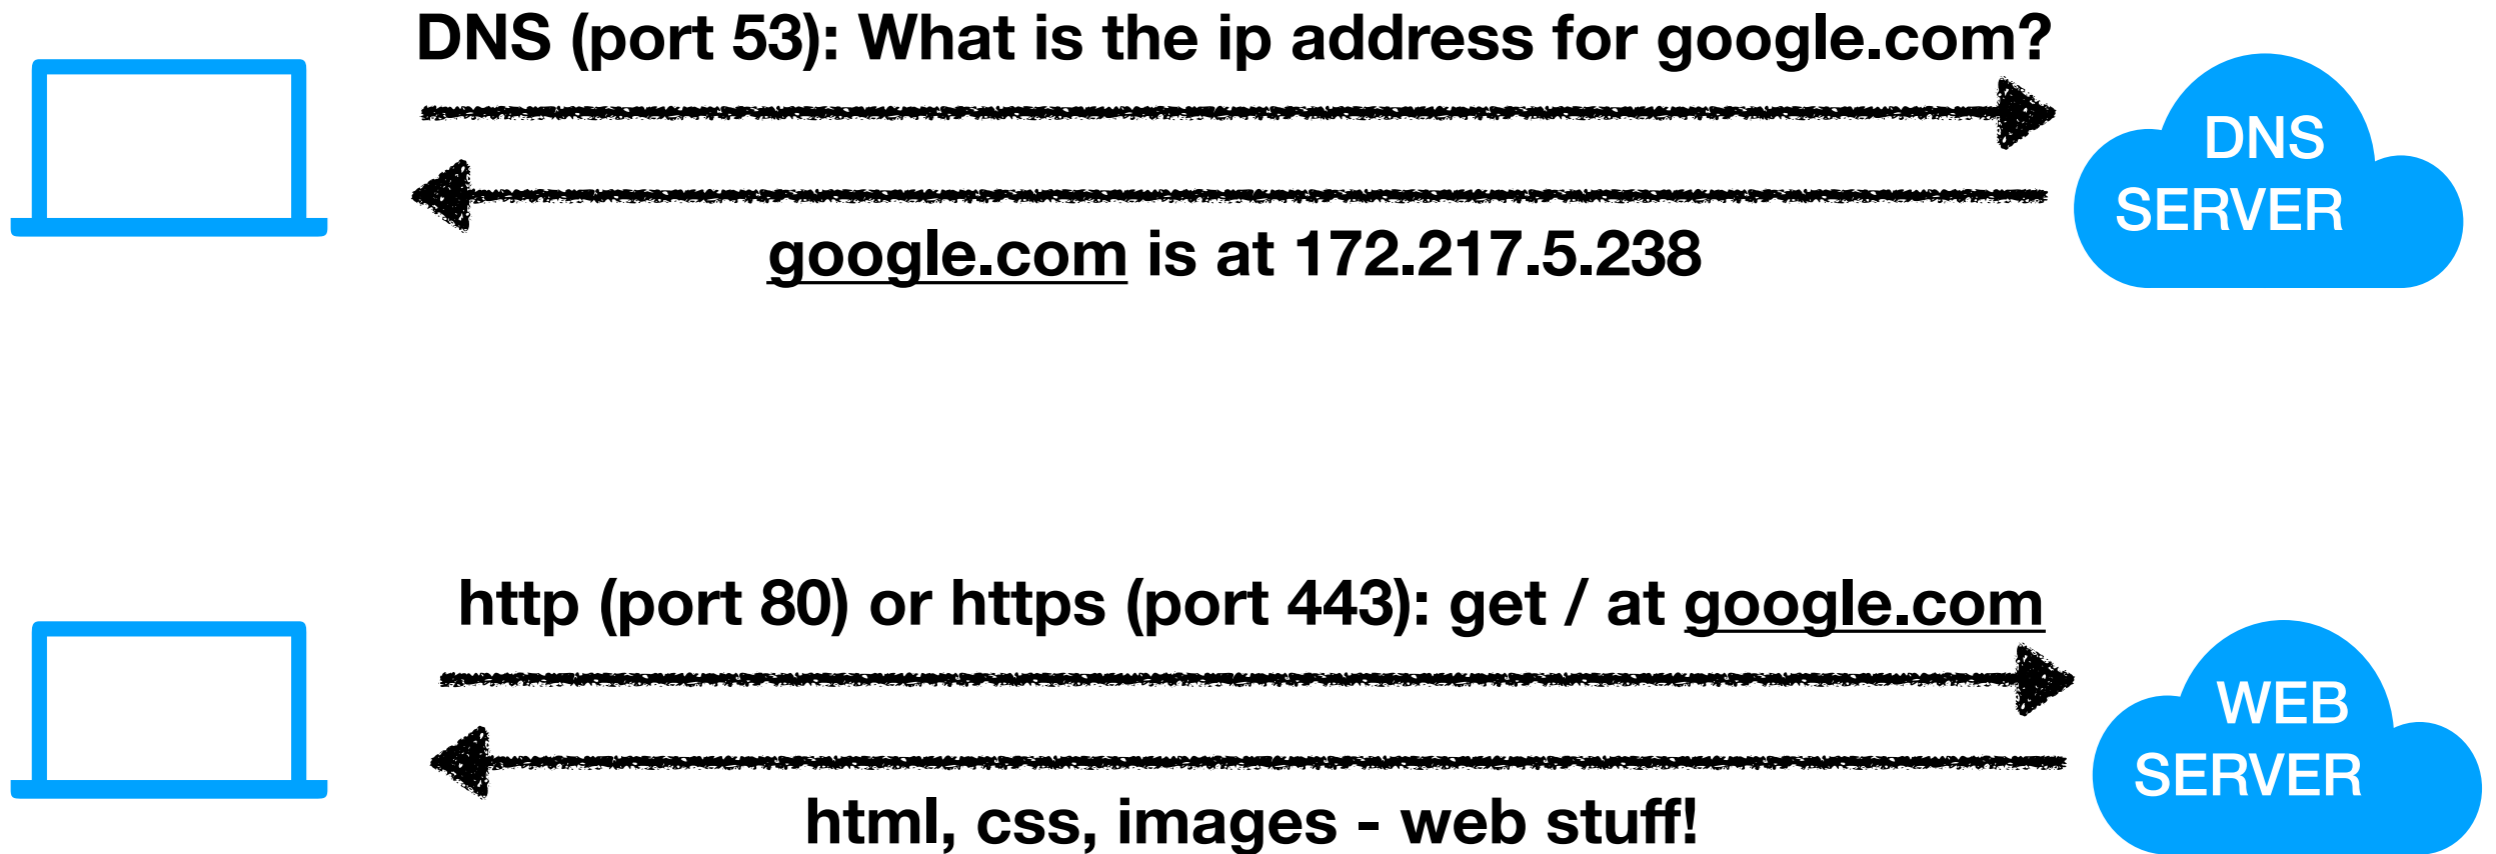 DNS (port 53): What is the ip address for google.com?
DNS
SERVER
google.com is at 172.217.5.238
http (port 80) or https (port 443): get / at google.com
WEB
SERVER
html, css, images - web stuff!